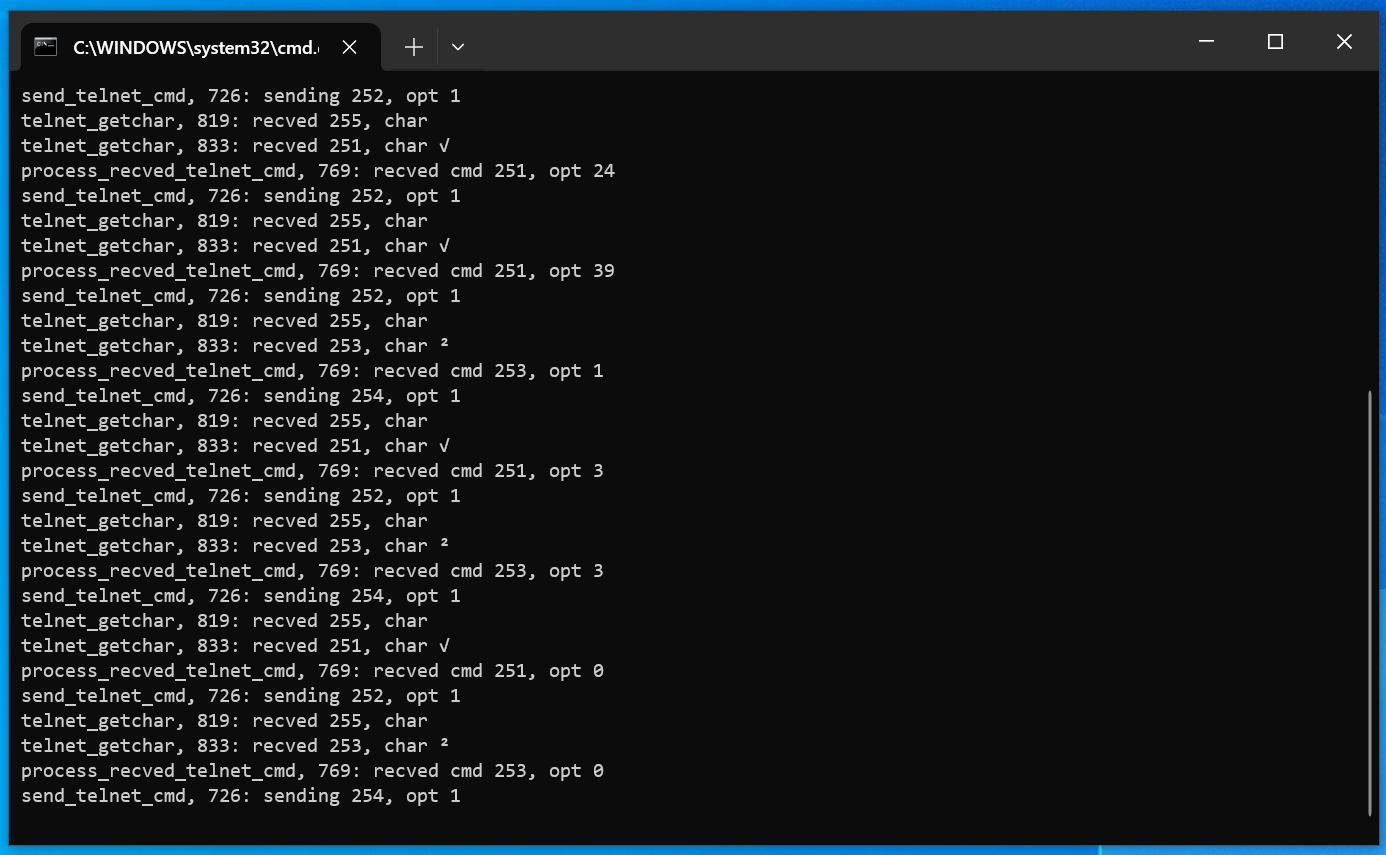 C:\WINDOWS\system32\cmd.
send_telnet_cmd, 726: sending 252, opt 1
telnet_getchar, 819: recved 255, char
telnet_getchar, 833: recved 251, char √
process_recved_telnet_cmd, 769: recved cmd 251, opt 24
send_telnet_cmd, 726: sending 252, opt 1
telnet_getchar, 819: recved 255, char
telnet_getchar, 833: recved 251, char √
process_recved_telnet_cmd, 769: recved cmd 251, opt 39
send_telnet_cmd, 726: sending 252, opt 1
telnet_getchar, 819: recved 255, char
telnet_getchar, 833: recved 253, char ²
process_recved_telnet_cmd, 769: recved cmd 253, opt 1
send_telnet_cmd, 726: sending 254, opt 1
telnet_getchar, 819: recved 255, char
telnet_getchar, 833: recved 251, char √
process_recved_telnet_cmd, 769: recved cmd 251, opt 3
send_telnet_cmd, 726: sending 252, opt 1
telnet_getchar, 819: recved 255, char
telnet_getchar, 833: recved 253, char ²
process_recved_telnet_cmd, 769: recved cmd 253, opt 3
send_telnet_cmd, 726: sending 254, opt 1
telnet_getchar, 819: recved 255, char
telnet_getchar, 833: recved 251, char √
process_recved_telnet_cmd, 769: recved cmd 251, opt 0
send_telnet_cmd, 726: sending 252, opt 1
telnet_getchar, 819: recved 255, char
telnet_getchar, 833: recved 253, char ²
process_recved_telnet_cmd, 769: recved cmd 253, opt 0
send_telnet_cmd, 726: sending 254, opt 1